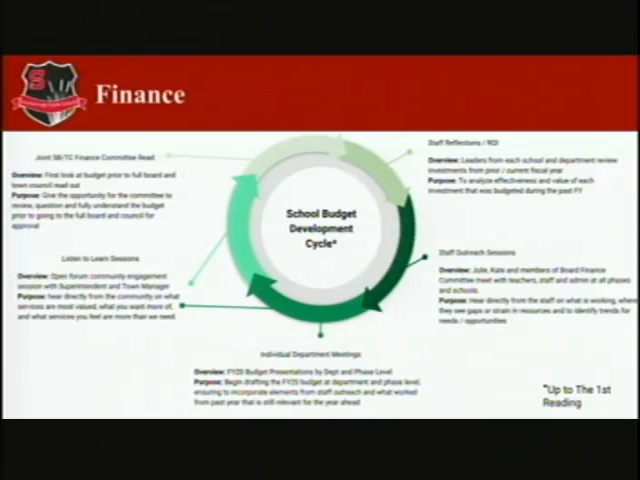 S
Finance
School Budget
Development
Cycle*
Staff Reflections / ROI
Overview: Leaders from each school and department review
investments from prior / current fiscal year
Purpose: To analyze effectiveness and value of each
investment that was budgeted during the past FY
Staff Outreach Sessions
Overview: Julie, Kate and members of Board Finance
Committee meet with teachers, staff and admin at all phases
and schools.
Purpose: Hear directly from the staff on what is working, where
they see gaps or strain in resources and to identify trends for
needs / opportunities
Individual Department Meetings
Overview: FY20 Budget Presentations by Dept and Phase Level
Purpose: Begin drafting the FY20 budget at department and phase level,
ensuring to incorporate elements from staff outreach and what worked
from past year that is still relevant for the year ahead
Listen to Learn Sessions
Overview: Open forum community engagement
session with Superintendent and Town Manager
Purpose: hear directly from the community on what
services are most valued, what you want more of,
and what services you feel are more than we need.
Joint SB/TC Finance Committee Read
Overview: First look at budget prior to full board and
town council read out
Purpose: Give the opportunity for the committee to
review, question and fully understand the budget
prior to going to the full board and council for
approval
*Up to The 1st
Reading